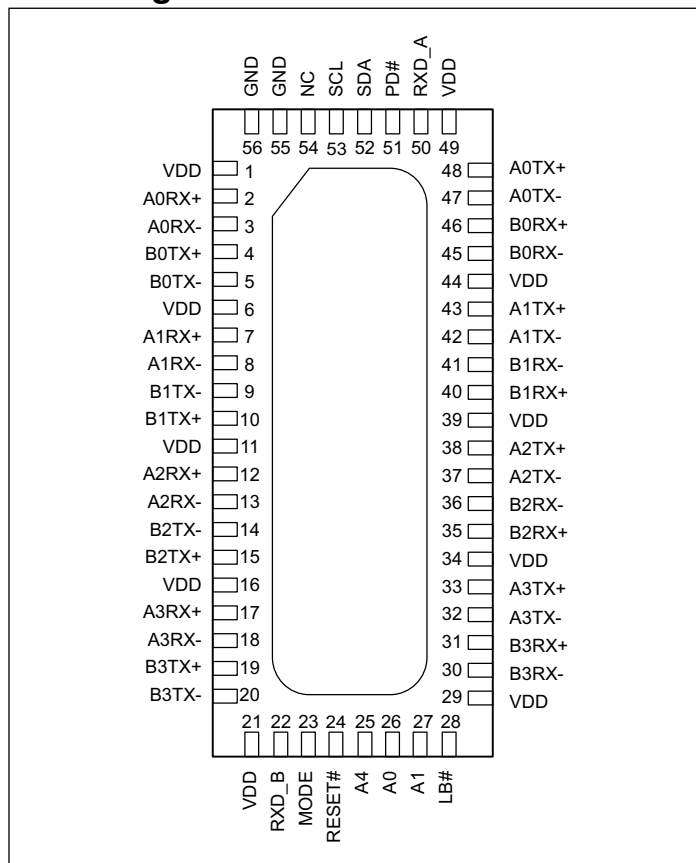 GND GND NC SCL SDA PD# RXD_A VDD
56 55 54 53 52 51 50 49
VDD 1 48 A0TX+
A0RX+ 2 47 A0TX-
A0RX- 3 46 B0RX+
B0TX+ 4 45 B0RX-
B0TX- 5 44 VDD
VDD 6 43 A1TX+
A1RX+ 7 42 A1TX-
A1RX- 8 41 B1RX-
B1TX- 9 40 B1RX+
B1TX+ 10 39 VDD
VDD 11 38 A2TX+
A2RX+ 12 37 A2TX-
A2RX- 13 36 B2RX-
B2TX- 14 35 B2RX+
B2TX+ 15 34 VDD
VDD 16 33 A3TX+
A3RX+ 17 32 A3TX-
A3RX- 18 31 B3RX+
B3TX+ 19 30 B3RX-
B3TX- 20 29 VDD
21 22 23 24 25 26 27 28
VDD RXD_B MODE RESET# A4 A0 A1 LB#